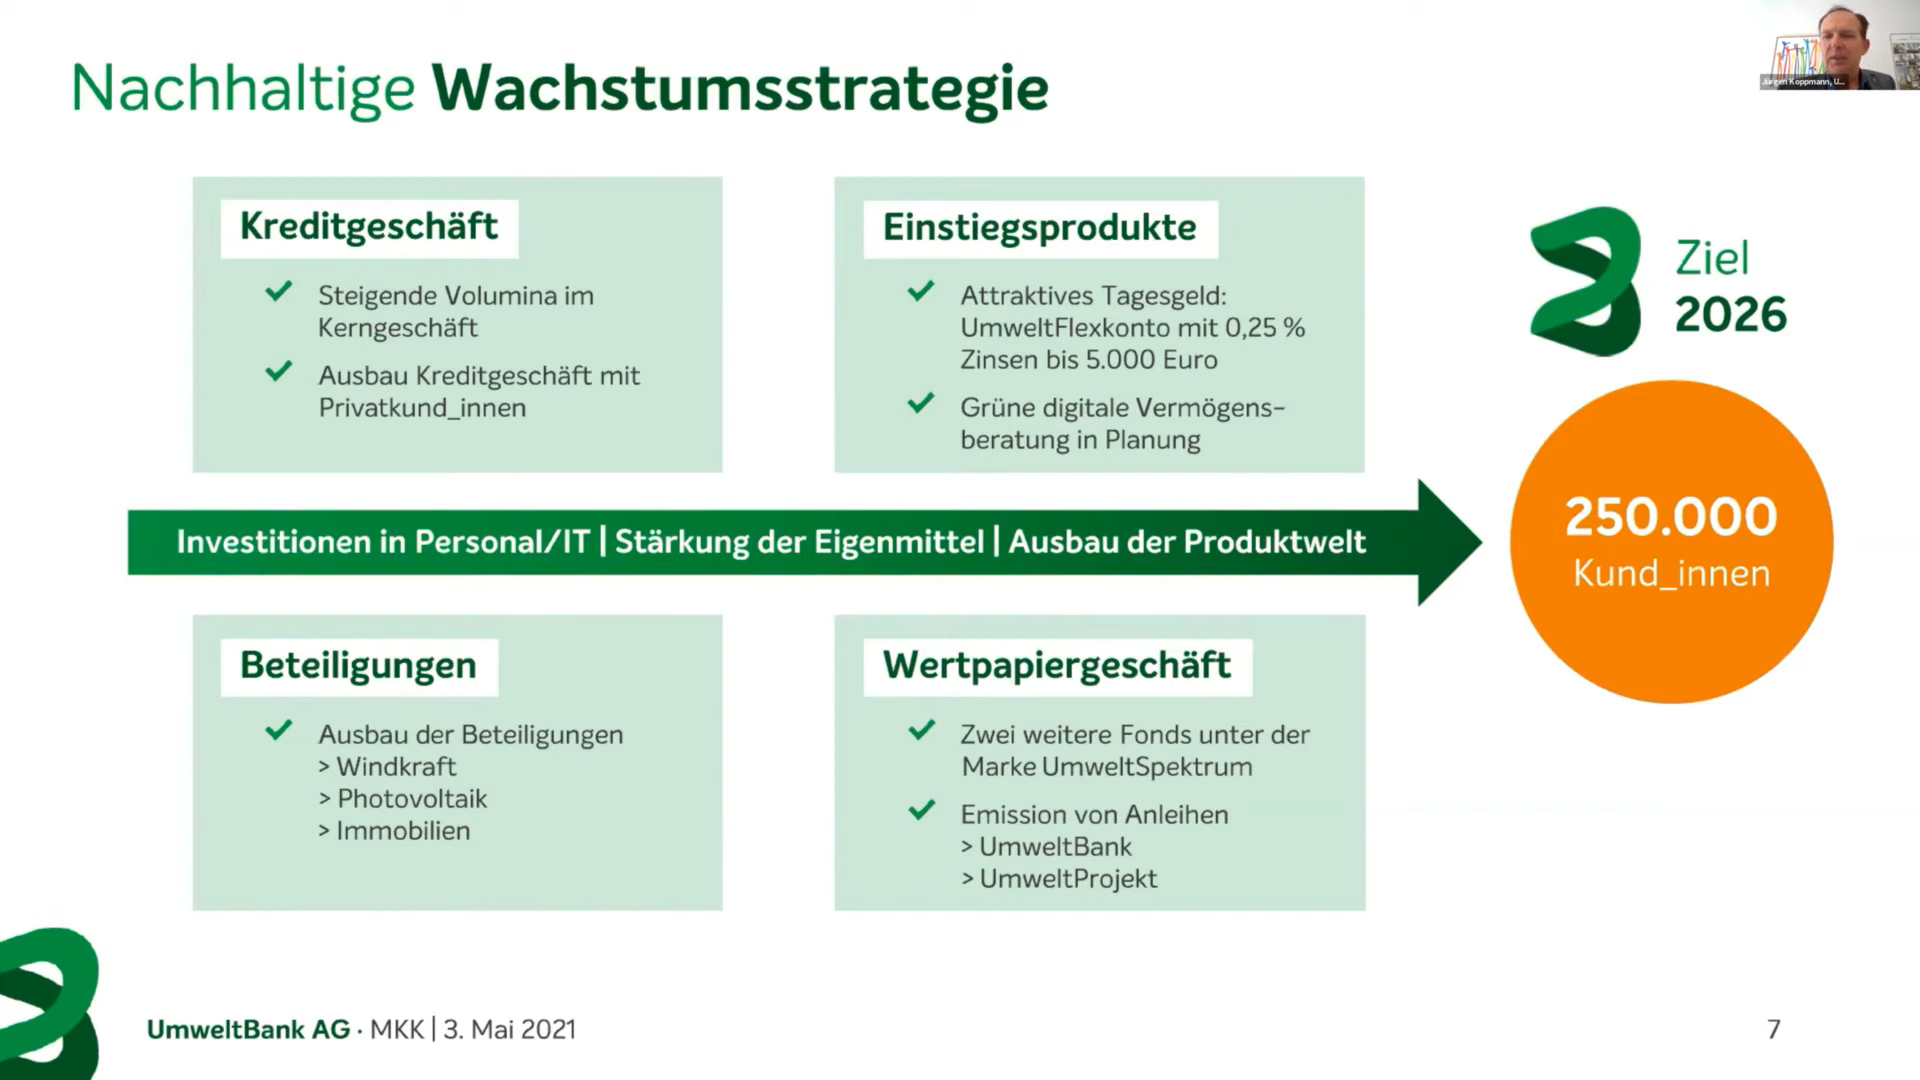 Nachhaltige Wachstumsstrategie
Jürgen Koppmann, U...
Kreditgeschäft
Steigende Volumina im
Kerngeschäft
Ausbau Kreditgeschäft mit
Privatkund_innen
Einstiegsprodukte
Attraktives Tagesgeld:
UmweltFlexkonto mit 0,25 %
Zinsen bis 5.000 Euro
Grüne digitale Vermögens-
beratung in Planung
Ziel
2026
Investitionen in Personal/IT | Stärkung der Eigenmittel | Ausbau der Produktwelt
250.000
Kund_innen
Beteiligungen
Ausbau der Beteiligungen
> Windkraft
> Photovoltaik
> Immobilien
Wertpapiergeschäft
Zwei weitere Fonds unter der
Marke UmweltSpektrum
Emission von Anleihen
> UmweltBank
> UmweltProjekt
UmweltBank AG · MKK | 3. Mai 2021
7